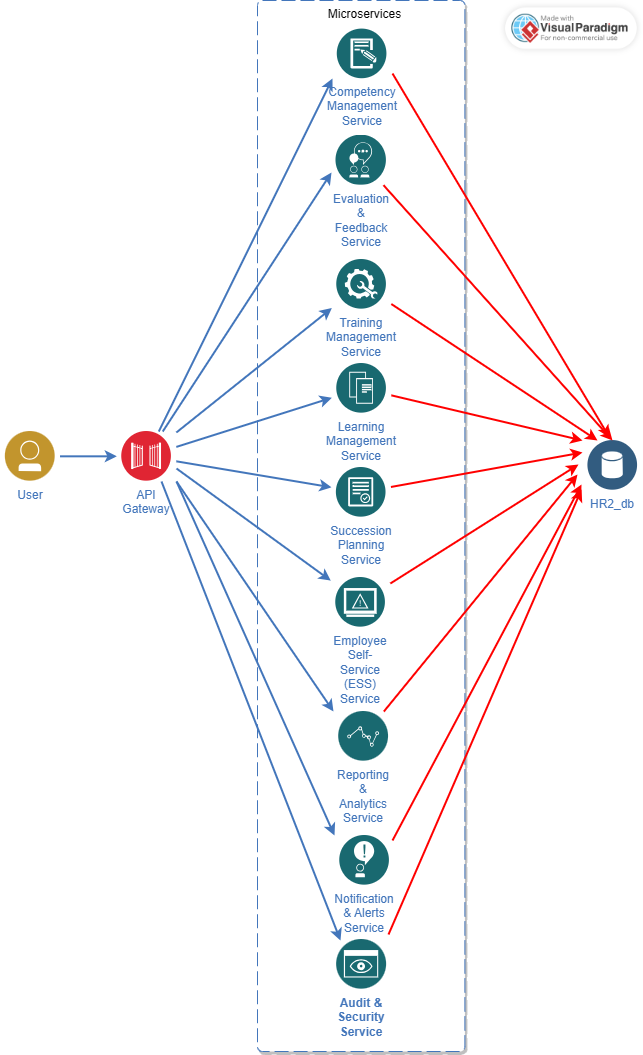 Microservices
Made with
VisualParadigm
For non-commercial use
Competency
Management
Service
Evaluation
&
Feedback
Service
Training
Management
Service
Learning
Management
Service
User
API
Gateway
HR2_db
Succession
Planning
Service
Employee
Self-
Service
(ESS)
Service
Reporting
&
Analytics
Service
Notification
& Alerts
Service
Audit &
Security
Service